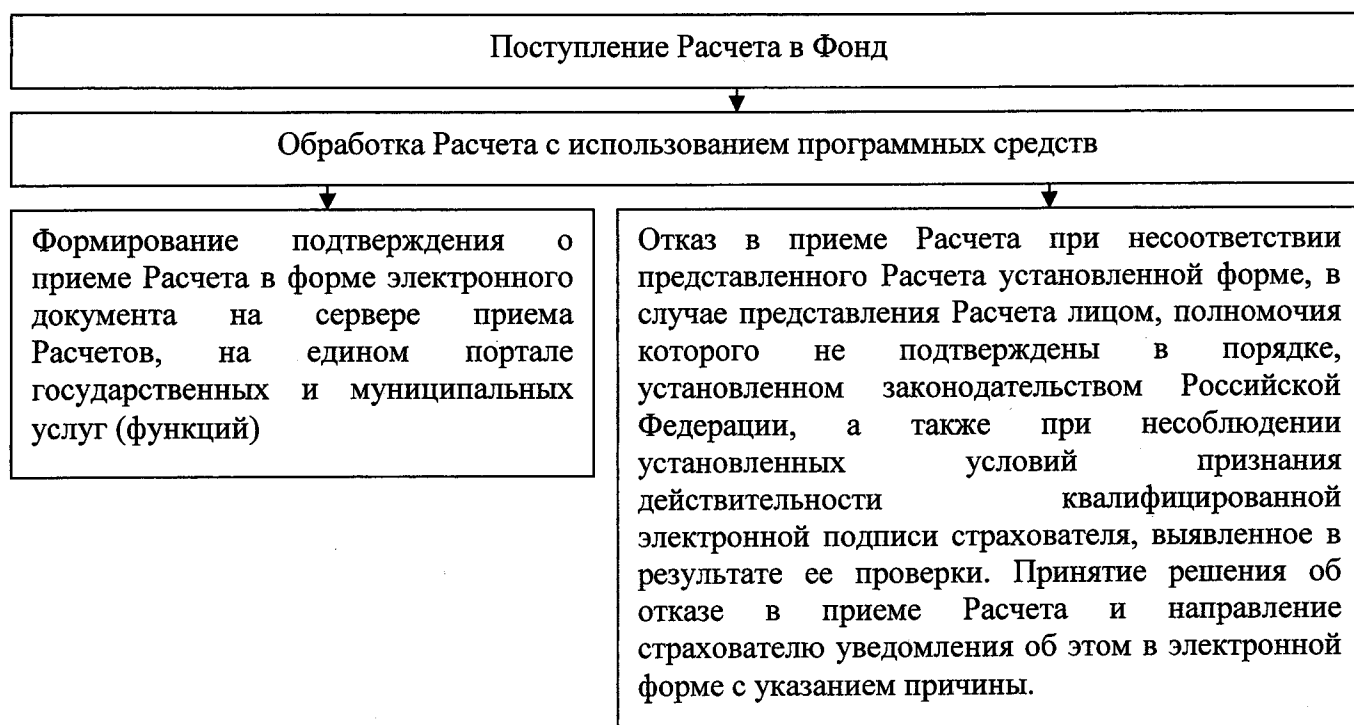 Поступление Расчета в Фонд
Обработка Расчета с использованием программных средств
Формирование подтверждения о
приеме Расчета в форме электронного
документа на сервере приема
Расчетов, на едином портале
государственных и муниципальных
услуг (функций)
Отказ в приеме Расчета при несоответствии
представленного Расчета установленной форме, в
случае представления Расчета лицом, полномочия
которого не подтверждены в порядке,
установленном законодательством Российской
Федерации, а также при несоблюдении
установленных условий признания
действительности квалифицированной
электронной подписи страхователя, выявленное в
результате ее проверки. Принятие решения об
отказе в приеме Расчета и направление
страхователю уведомления об этом в электронной
форме с указанием причины.